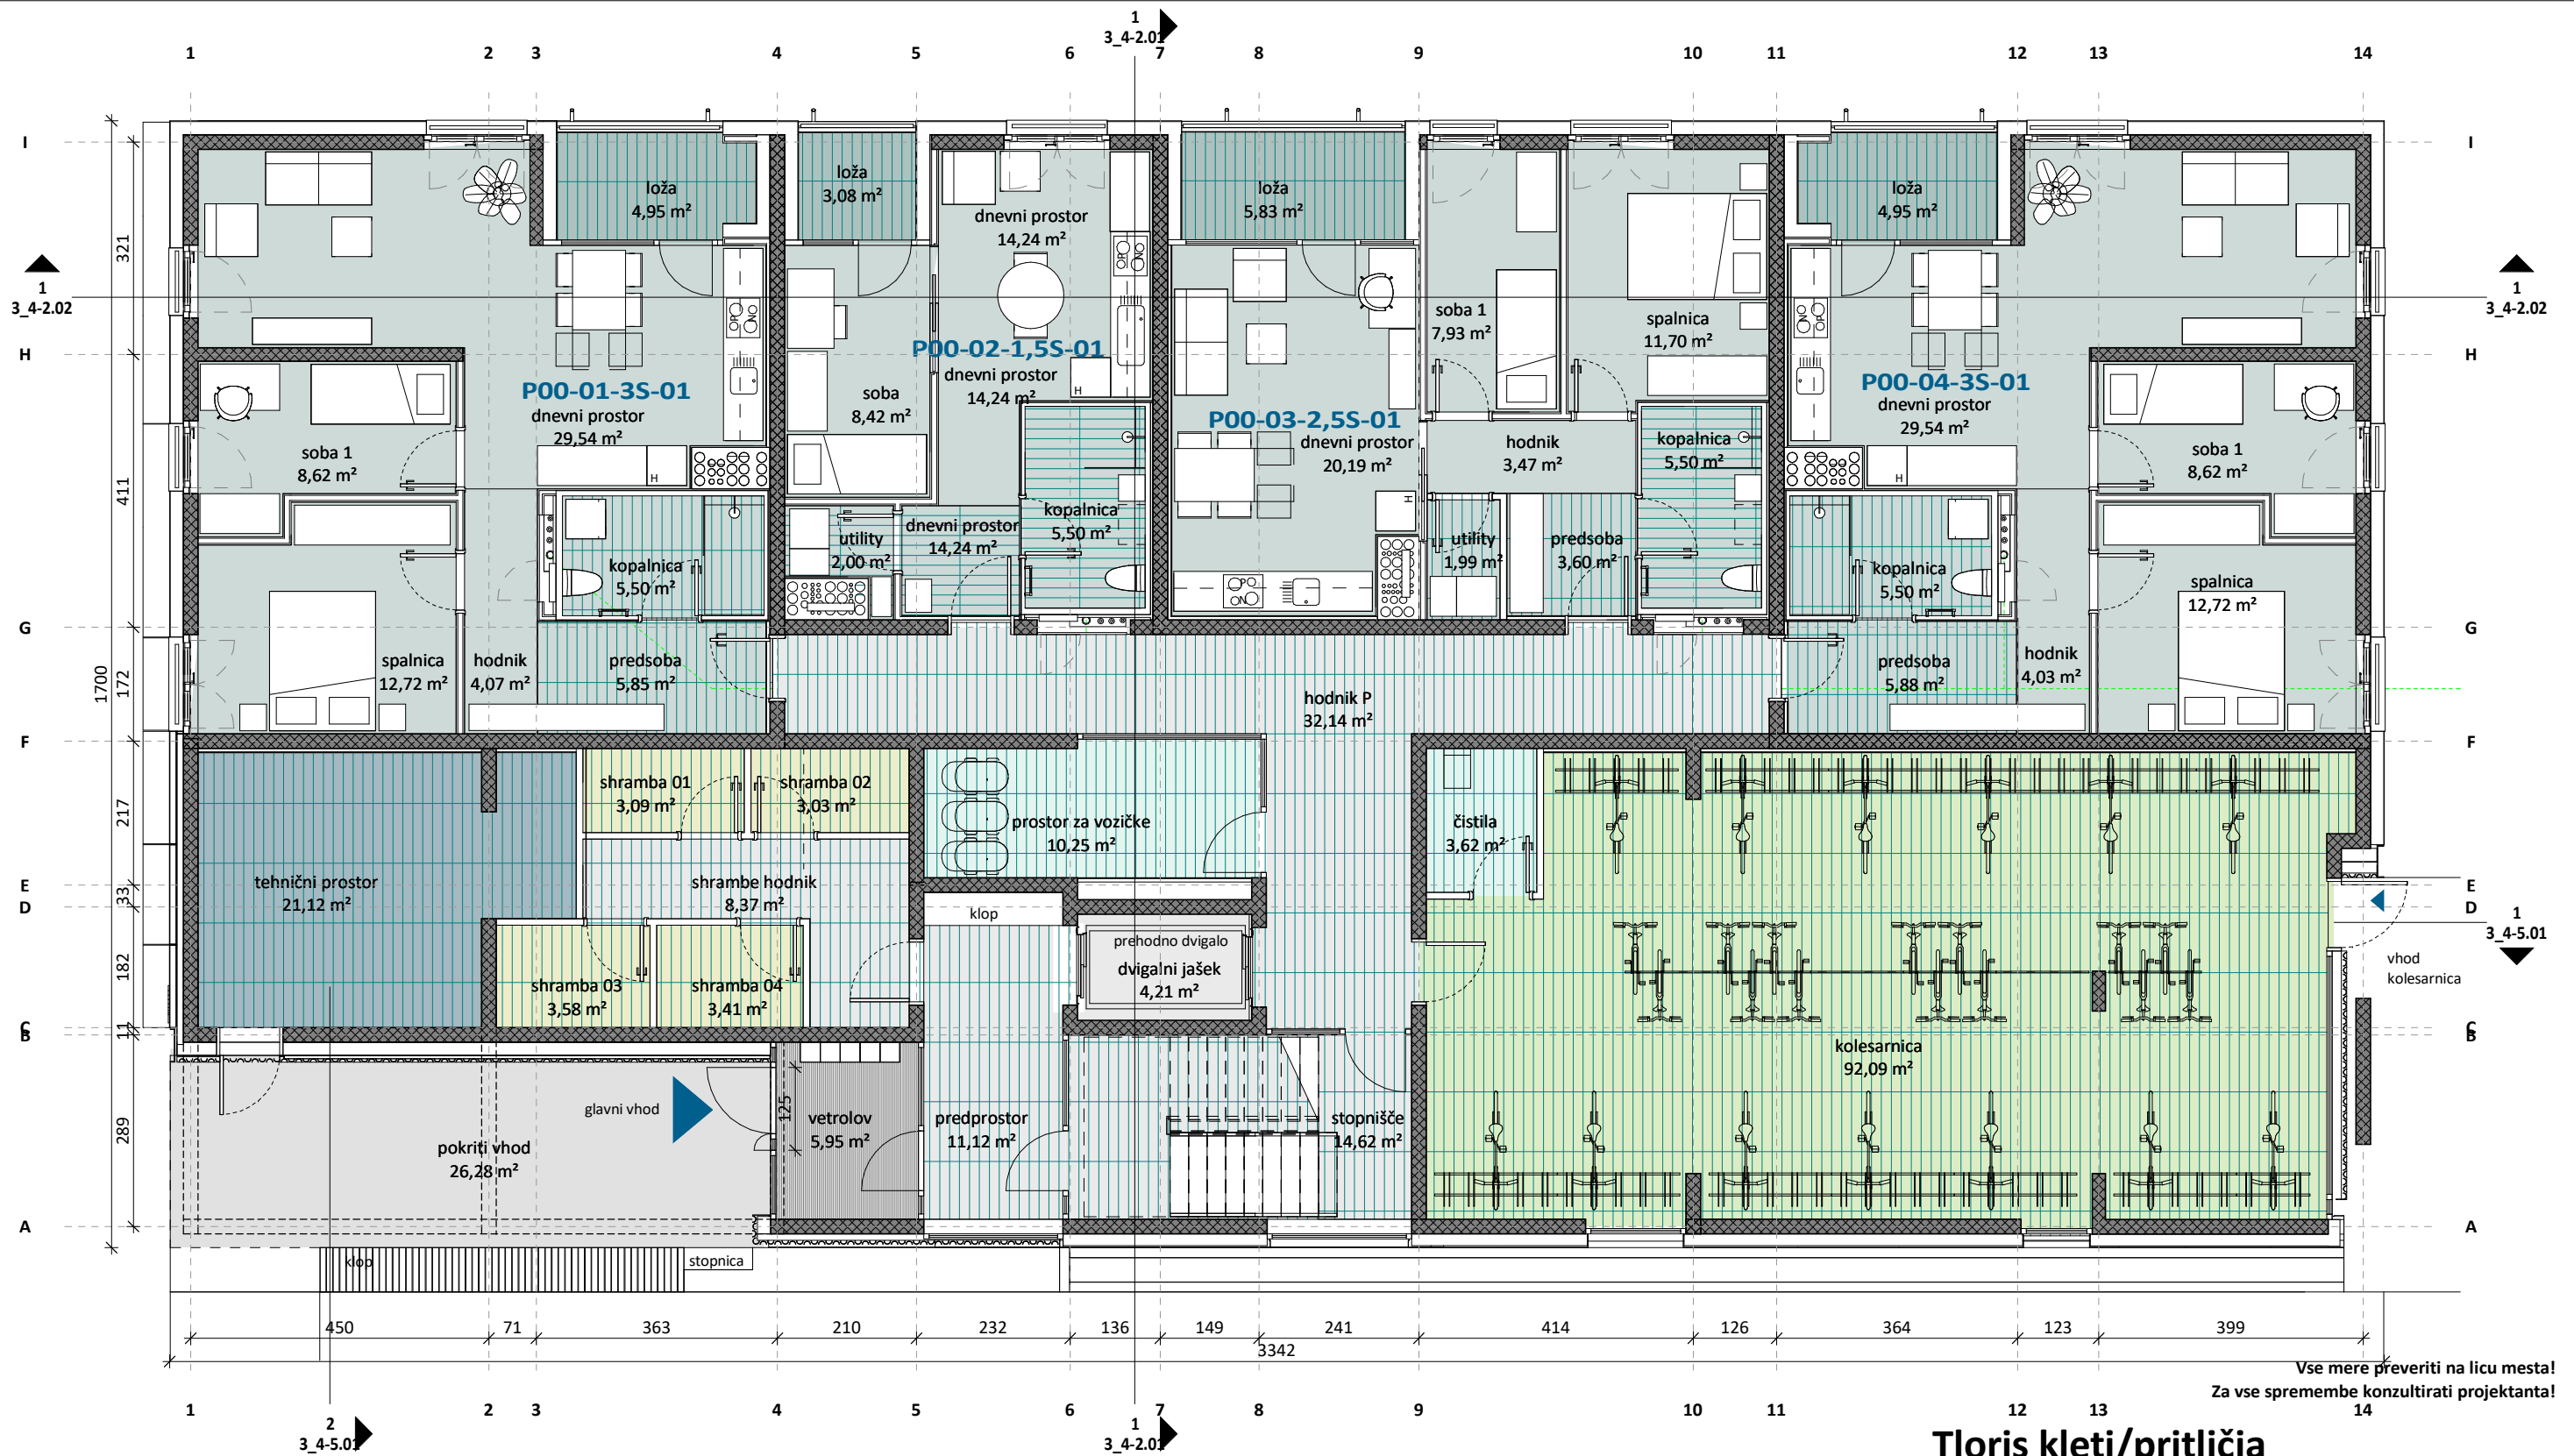 1
3_4-2.01
1 2 3 4 5 6 7 8 9 10 11 12 13 14
I
I
loža
4,95 m²
loža
3,08 m²
dnevni prostor
14,24 m²
loža
5,83 m²
loža
4,95 m²
321
1
3_4-2.02
1
3_4-2.02
soba 1
7,93 m²
spalnica
11,70 m²
H
H
P00-01-3S-01
dnevni prostor
29,54 m²
P00-02-1,5S-01
dnevni prostor
14,24 m²
soba
8,42 m²
P00-03-2,5S-01
dnevni prostor
20,19 m²
P00-04-3S-01
dnevni prostor
29,54 m²
soba 1
8,62 m²
hodnik
3,47 m²
kopalnica
5,50 m²
soba 1
8,62 m²
H
H
H
H
411
kopalnica
5,50 m²
utility
2,00 m²
dnevni prostor
14,24 m²
kopalnica
5,50 m²
utility
1,99 m²
predsoba
3,60 m²
kopalnica
5,50 m²
spalnica
12,72 m²
G
G
1700
172
spalnica
12,72 m²
hodnik
4,07 m²
predsoba
5,85 m²
hodnik P
32,14 m²
predsoba
5,88 m²
hodnik
4,03 m²
F
F
217
shramba 01
3,09 m²
shramba 02
3,03 m²
prostor za vozičke
10,25 m²
čistila
3,62 m²
tehnični prostor
21,12 m²
shrambe hodnik
8,37 m²
E
E
33
D
D
klop
prehodno dvigalo
dvigalni jašek
4,21 m²
1
3_4-5.01
182
shramba 03
3,58 m²
shramba 04
3,41 m²
vhod
kolesarnica
C
C
11
B
B
kolesarnica
92,09 m²
glavni vhod
125
vetrolov
5,95 m²
predprostor
11,12 m²
stopnišče
14,62 m²
289
pokriti vhod
26,28 m²
A
A
klop
stopnica
450 71 363 210 232 136 149 241 414 126 364 123 399
3342
Vse mere preveriti na licu mesta!
Za vse spremembe konzultirati projektanta!
1 2 3 4 5 6 7 8 9 10 11 12 13 14
2
3_4-5.01
1
3_4-2.01
Tloris kleti/pritličja